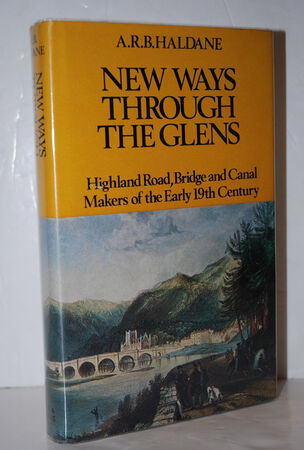 A.R.B.HALDANE
NEW WAYS
THROUGH
THE GLENS
Highland Road, Bridge and Canal
Makers of the Early 19th Century
HALDANE
NEW WAYS